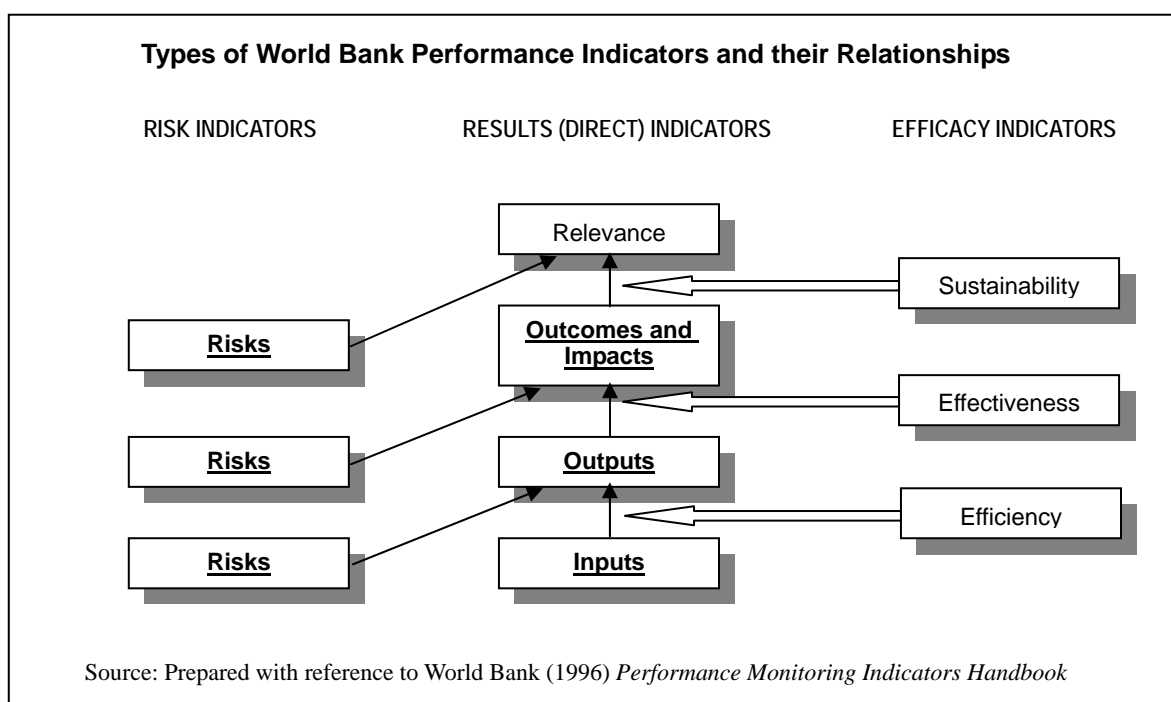 Types of World Bank Performance Indicators and their Relationships
RISK INDICATORS
RESULTS (DIRECT) INDICATORS
EFFICACY INDICATORS
Relevance
Sustainability
Risks
Outcomes and
Impacts
Effectiveness
Risks
Outputs
Efficiency
Risks
Inputs
Source: Prepared with reference to World Bank (1996) Performance Monitoring Indicators Handbook